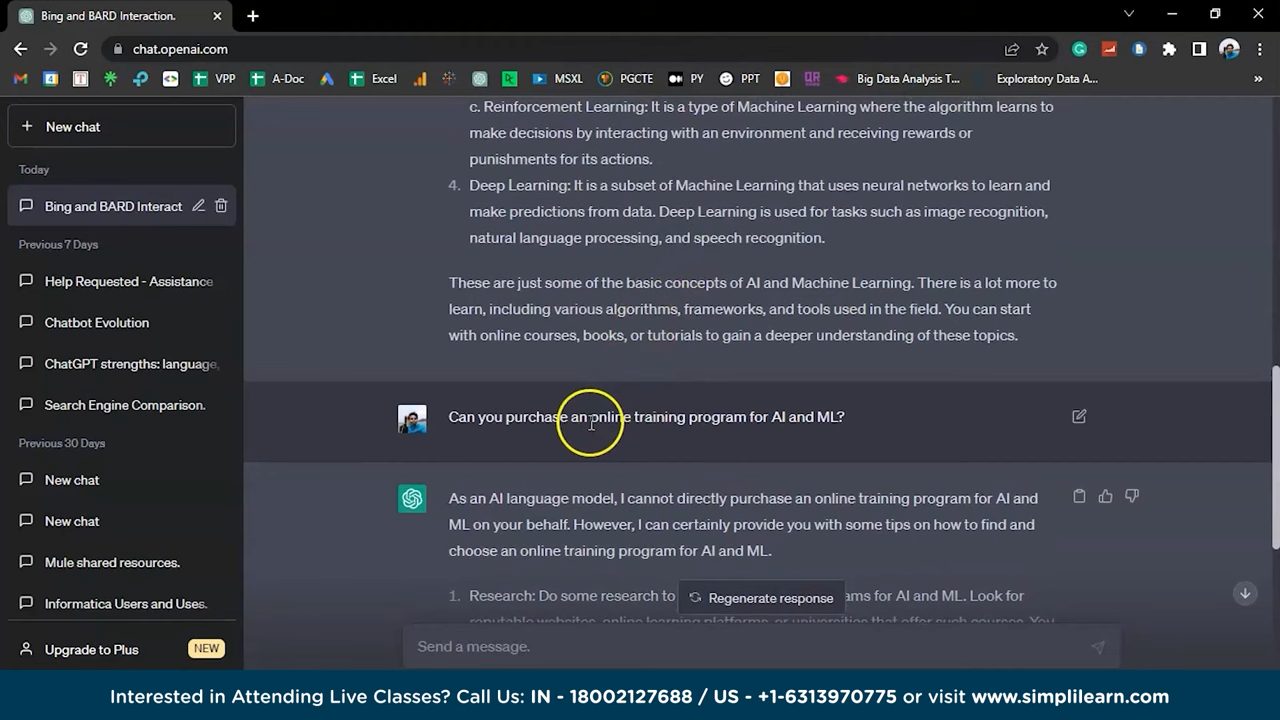 Bing and BARD Interaction.
chat.openai.com
VPP
A-Doc
Excel
MSXL
PGCTE
PY
PPT
QR
Big Data Analysis T...
Exploratory Data A...
New chat
Today
Bing and BARD Interact
Previous 7 Days
Help Requested - Assistance
Chatbot Evolution
ChatGPT strengths: language,
Search Engine Comparison.
Previous 30 Days
New chat
New chat
Mule shared resources.
Informatica Users and Uses.
Upgrade to Plus
NEW
c. Reinforcement Learning: It is a type of Machine Learning where the algorithm learns to
make decisions by interacting with an environment and receiving rewards or
punishments for its actions.
4. Deep Learning: It is a subset of Machine Learning that uses neural networks to learn and
make predictions from data. Deep Learning is used for tasks such as image recognition,
natural language processing, and speech recognition.
These are just some of the basic concepts of AI and Machine Learning. There is a lot more to
learn, including various algorithms, frameworks, and tools used in the field. You can start
with online courses, books, or tutorials to gain a deeper understanding of these topics.
Can you purchase an online training program for AI and ML?
As an AI language model, I cannot directly purchase an online training program for AI and
ML on your behalf. However, I can certainly provide you with some tips on how to find and
choose an online training program for AI and ML.
1. Research: Do some research to
ams for AI and ML. Look for
Regenerate response
reputable websites, online learning platforms, or universities that offer such courses. You
Send a message.
Interested in Attending Live Classes? Call Us: IN - 18002127688 / US - +1-6313970775 or visit www.simplilearn.com